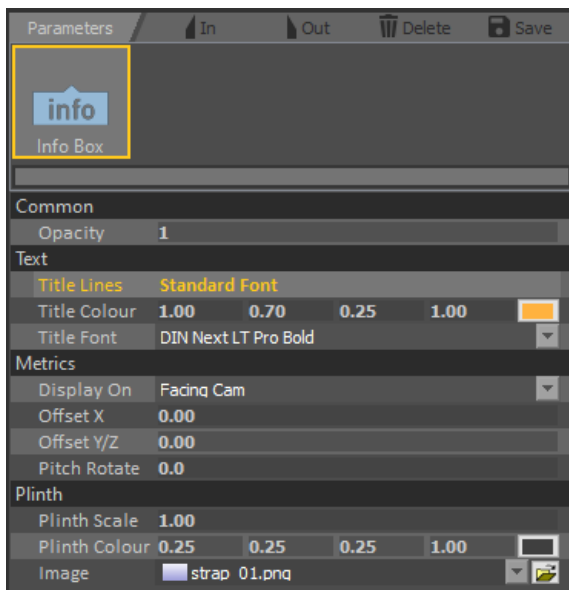 Parameters In Out Delete Save
info
Info Box
Common
Opacity 1
Text
Title Lines Standard Font
Title Colour 1.00 0.70 0.25 1.00
Title Font DIN Next LT Pro Bold
Metrics
Display On Facing Cam
Offset X 0.00
Offset Y/Z 0.00
Pitch Rotate 0.0
Plinth
Plinth Scale 1.00
Plinth Colour 0.25 0.25 0.25 1.00
Image strap_01.png